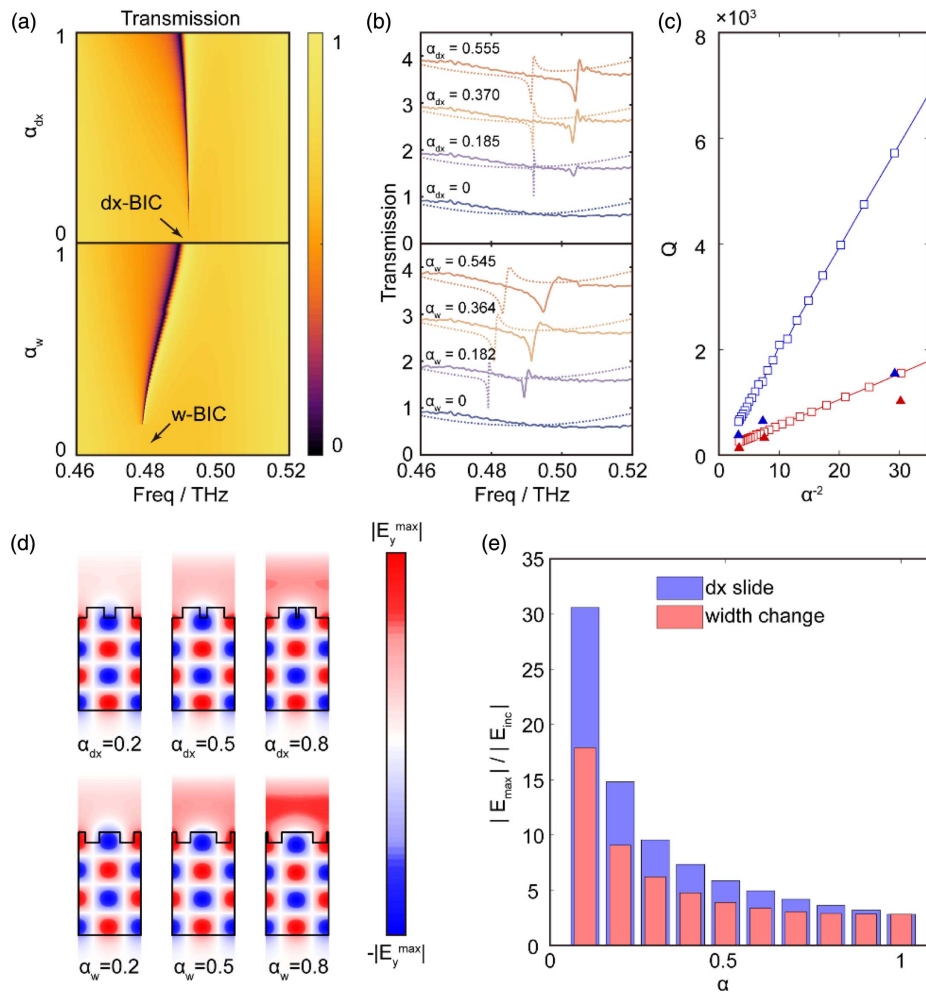 (a)
Transmission
1
α_dx
dx-BIC
0
1
α_w
w-BIC
0
0.46 0.48 0.50 0.52
Freq / THz
1
0
(b)
4
α_dx = 0.555
3
α_dx = 0.370
2
α_dx = 0.185
1
α_dx = 0
0
Transmission
4
α_w = 0.545
3
α_w = 0.364
2
α_w = 0.182
1
α_w = 0
0
0.46 0.48 0.50 0.52
Freq / THz
(c)
×10³
8
6
4
2
0
Q
0 10 20 30
α⁻²
(d)
|E_y^max|
α_dx=0.2 α_dx=0.5 α_dx=0.8
α_w=0.2 α_w=0.5 α_w=0.8
-|E_y^max|
(e)
35
30
25
20
15
10
5
0
| E_max | / | E_inc |
dx slide
width change
0 0.5 1
α